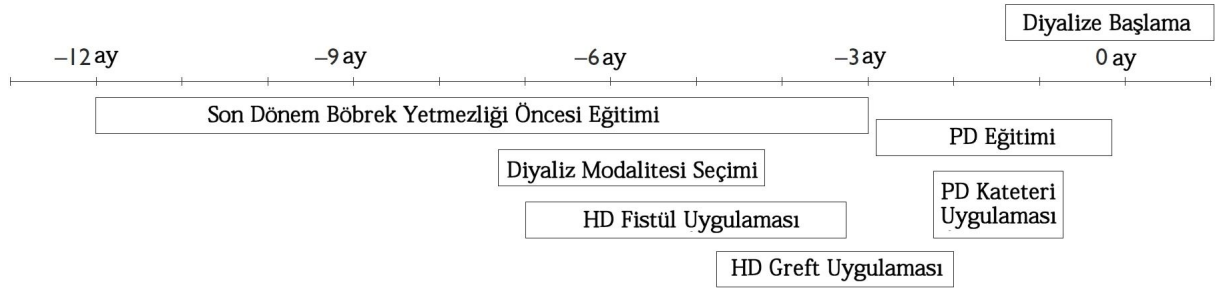 Diyalize Başlama
–12 ay –9 ay –6 ay –3 ay 0 ay
Son Dönem Böbrek Yetmezliği Öncesi Eğitimi
PD Eğitimi
Diyaliz Modalitesi Seçimi
PD Kateteri
Uygulaması
HD Fistül Uygulaması
HD Greft Uygulaması